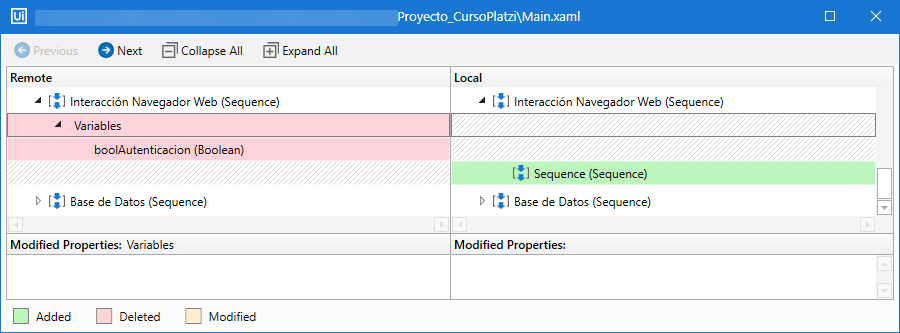 Ui Proyecto_CursoPlatzi\Main.xaml
Previous Next Collapse All Expand All
Remote Local
Interacción Navegador Web (Sequence) Interacción Navegador Web (Sequence)
Variables
boolAutenticacion (Boolean)
Sequence (Sequence)
Base de Datos (Sequence) Base de Datos (Sequence)
Modified Properties: Variables Modified Properties:
Added Deleted Modified